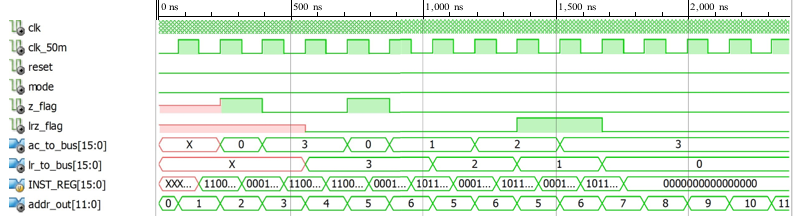 0 ns 500 ns 1,000 ns 1,500 ns 2,000 ns
clk
clk_50m
reset
mode
z_flag
lrz_flag
ac_to_bus[15:0] X 0 3 0 1 2 3
lr_to_bus[15:0] X 3 2 1 0
INST_REG[15:0] XXX... 1100... 0001... 1100... 1100... 0001... 1011... 0001... 1011... 0001... 1011... 0000000000000000
addr_out[11:0] 0 1 2 3 4 5 6 5 6 5 6 7 8 9 10 11